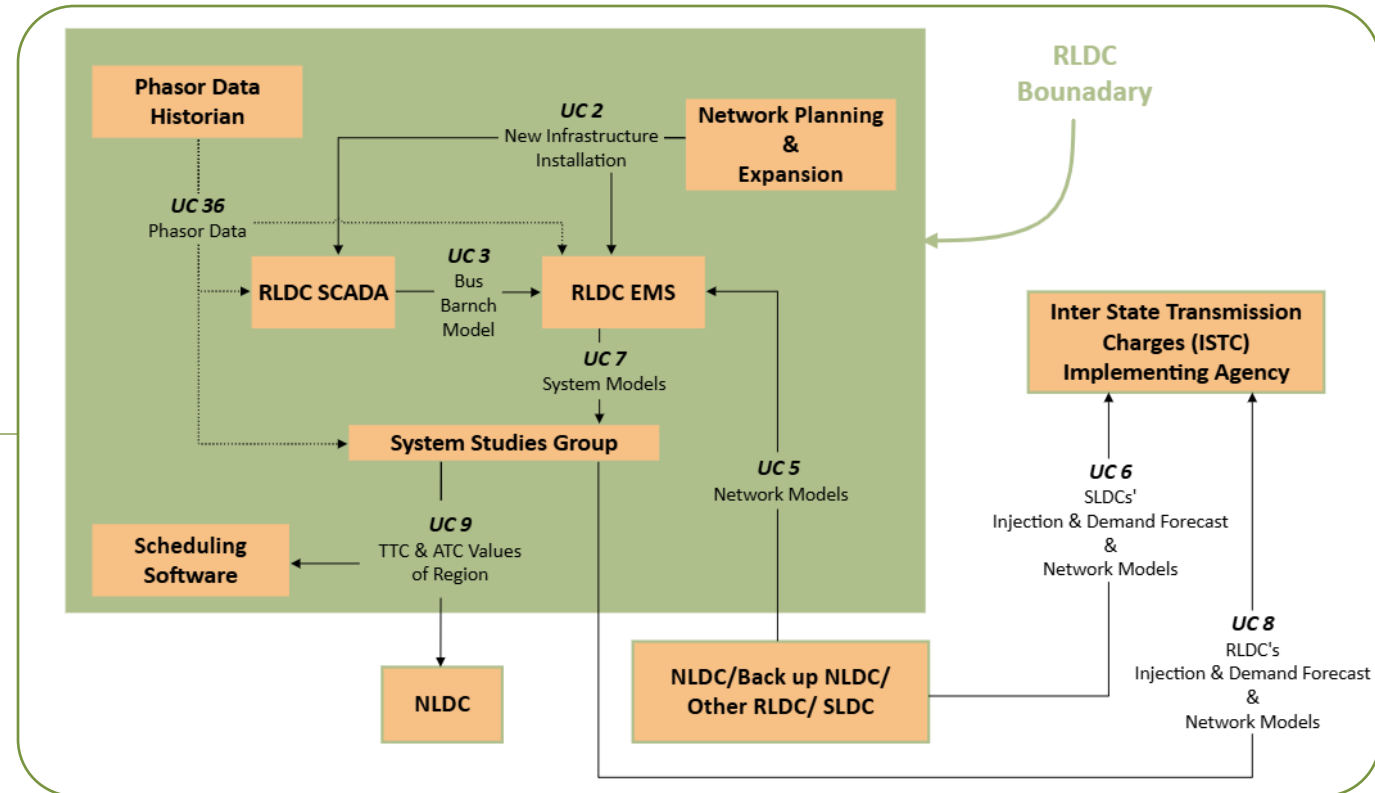 RLDC
Bounadary
Phasor Data
Historian
UC 2
New Infrastructure
Installation
Network Planning
&
Expansion
UC 36
Phasor Data
RLDC SCADA
UC 3
Bus
Barnch
Model
RLDC EMS
Inter State Transmission
Charges (ISTC)
Implementing Agency
UC 7
System Models
System Studies Group
UC 5
Network Models
UC 6
SLDCs'
Injection & Demand Forecast
&
Network Models
UC 9
TTC & ATC Values
of Region
Scheduling
Software
UC 8
RLDC's
Injection & Demand Forecast
&
Network Models
NLDC
NLDC/Back up NLDC/
Other RLDC/ SLDC